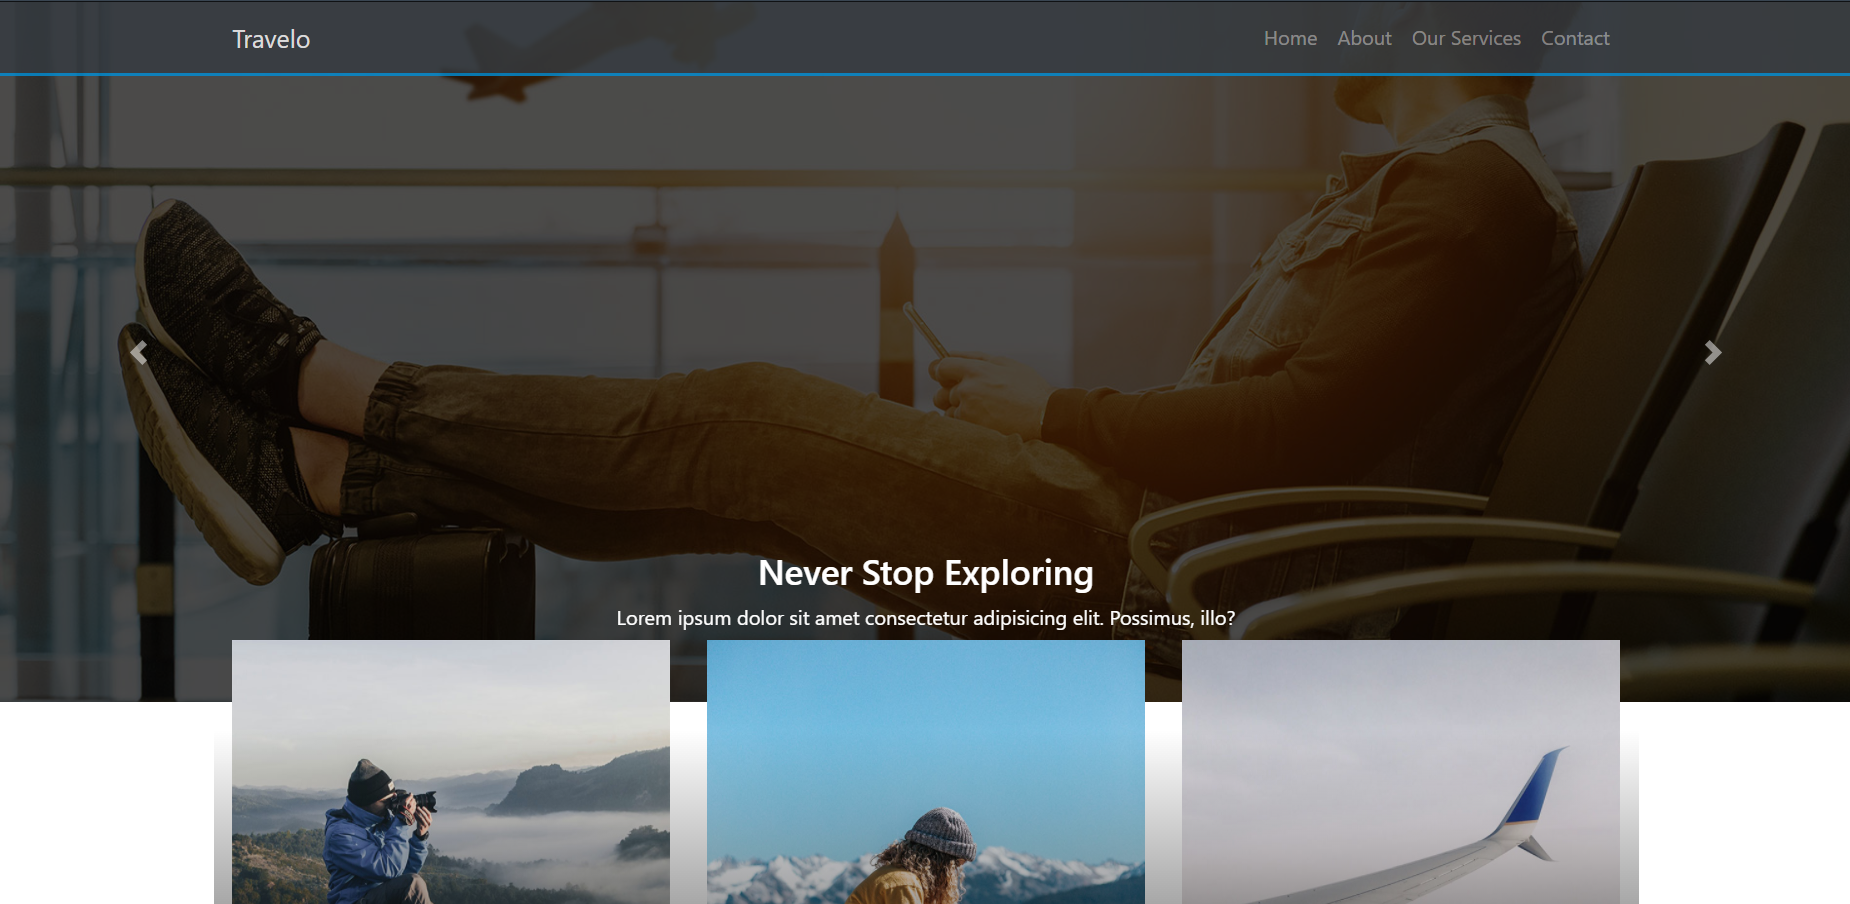 Travelo
Home About Our Services Contact
Never Stop Exploring
Lorem ipsum dolor sit amet consectetur adipisicing elit. Possimus, illo?